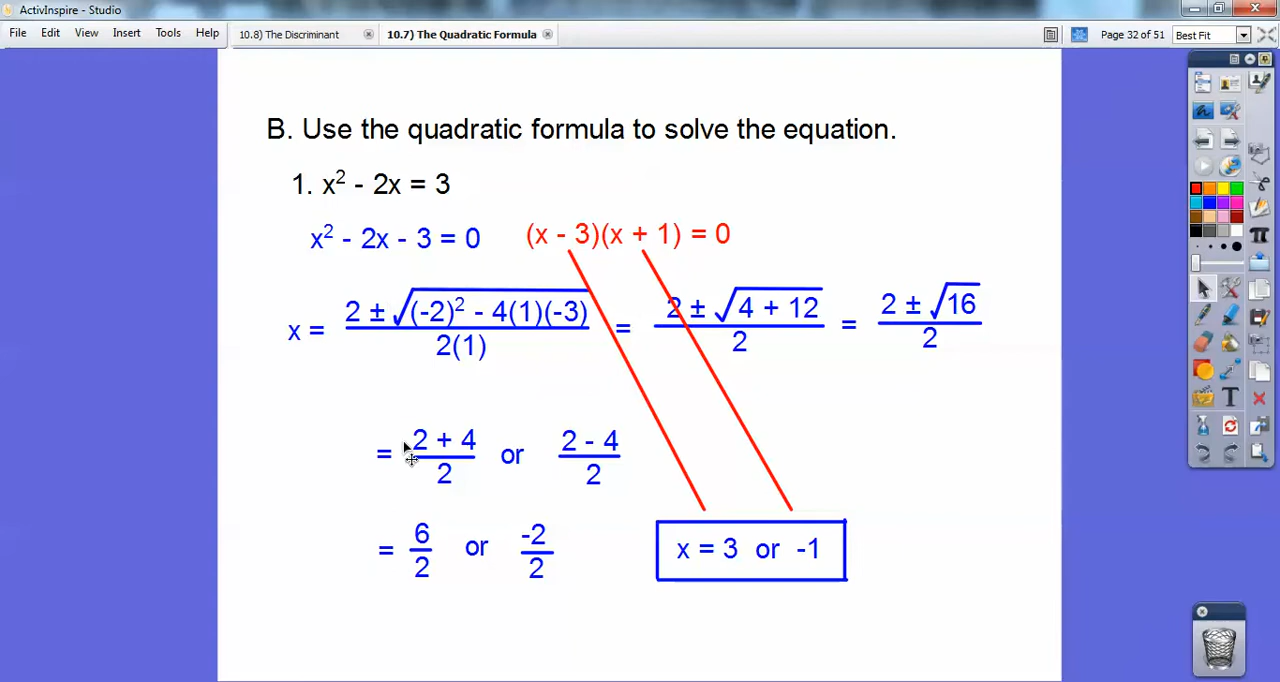 ActivInspire - Studio
File Edit View Insert Tools Help
10.8) The Discriminant
10.7) The Quadratic Formula
Page 32 of 51
Best Fit
B. Use the quadratic formula to solve the equation.
1. x² - 2x = 3
x² - 2x - 3 = 0 (x - 3)(x + 1) = 0
x = 2 ± √(-2)² - 4(1)(-3) / 2(1) = 2 ± √4 + 12 / 2 = 2 ± √16 / 2
= 2 + 4 / 2 or 2 - 4 / 2
= 6 / 2 or -2 / 2 x = 3 or -1